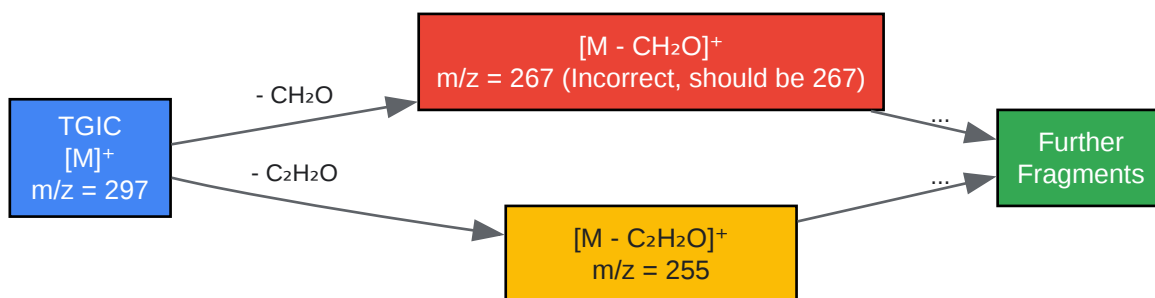 [M - CH₂O]⁺
m/z = 267 (Incorrect, should be 267)
- CH₂O
...
TGIC
[M]⁺
m/z = 297
Further
Fragments
- C₂H₂O
...
[M - C₂H₂O]⁺
m/z = 255